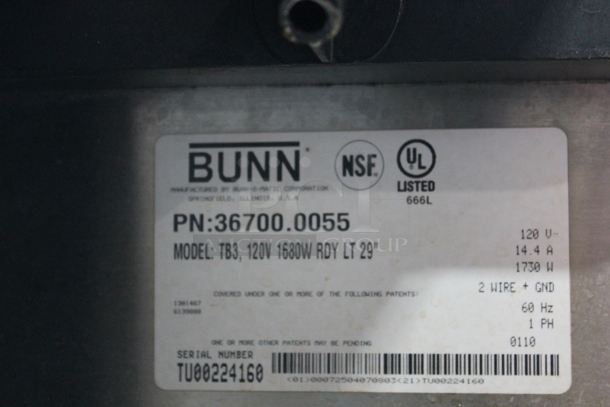 BUNN
NSF.
UL
LISTED
666L
MANUFACTURED BY BUNN-O-MATIC CORPORATION
SPRINGFIELD, ILLINOIS, U.S.A
PN:36700.0055
MODEL: TB3, 120V 1680W RDY LT 29"
120 V~
14.4 A
1730 W
2 WIRE + GND
60 Hz
1 PH
0110
COVERED UNDER ONE OR MORE OF THE FOLLOWING PATENTS:
ONE OR MORE OTHER PATENTS MAY BE PENDING
SERIAL NUMBER
TU00224160
(01)00072504070803(21)TU00224160